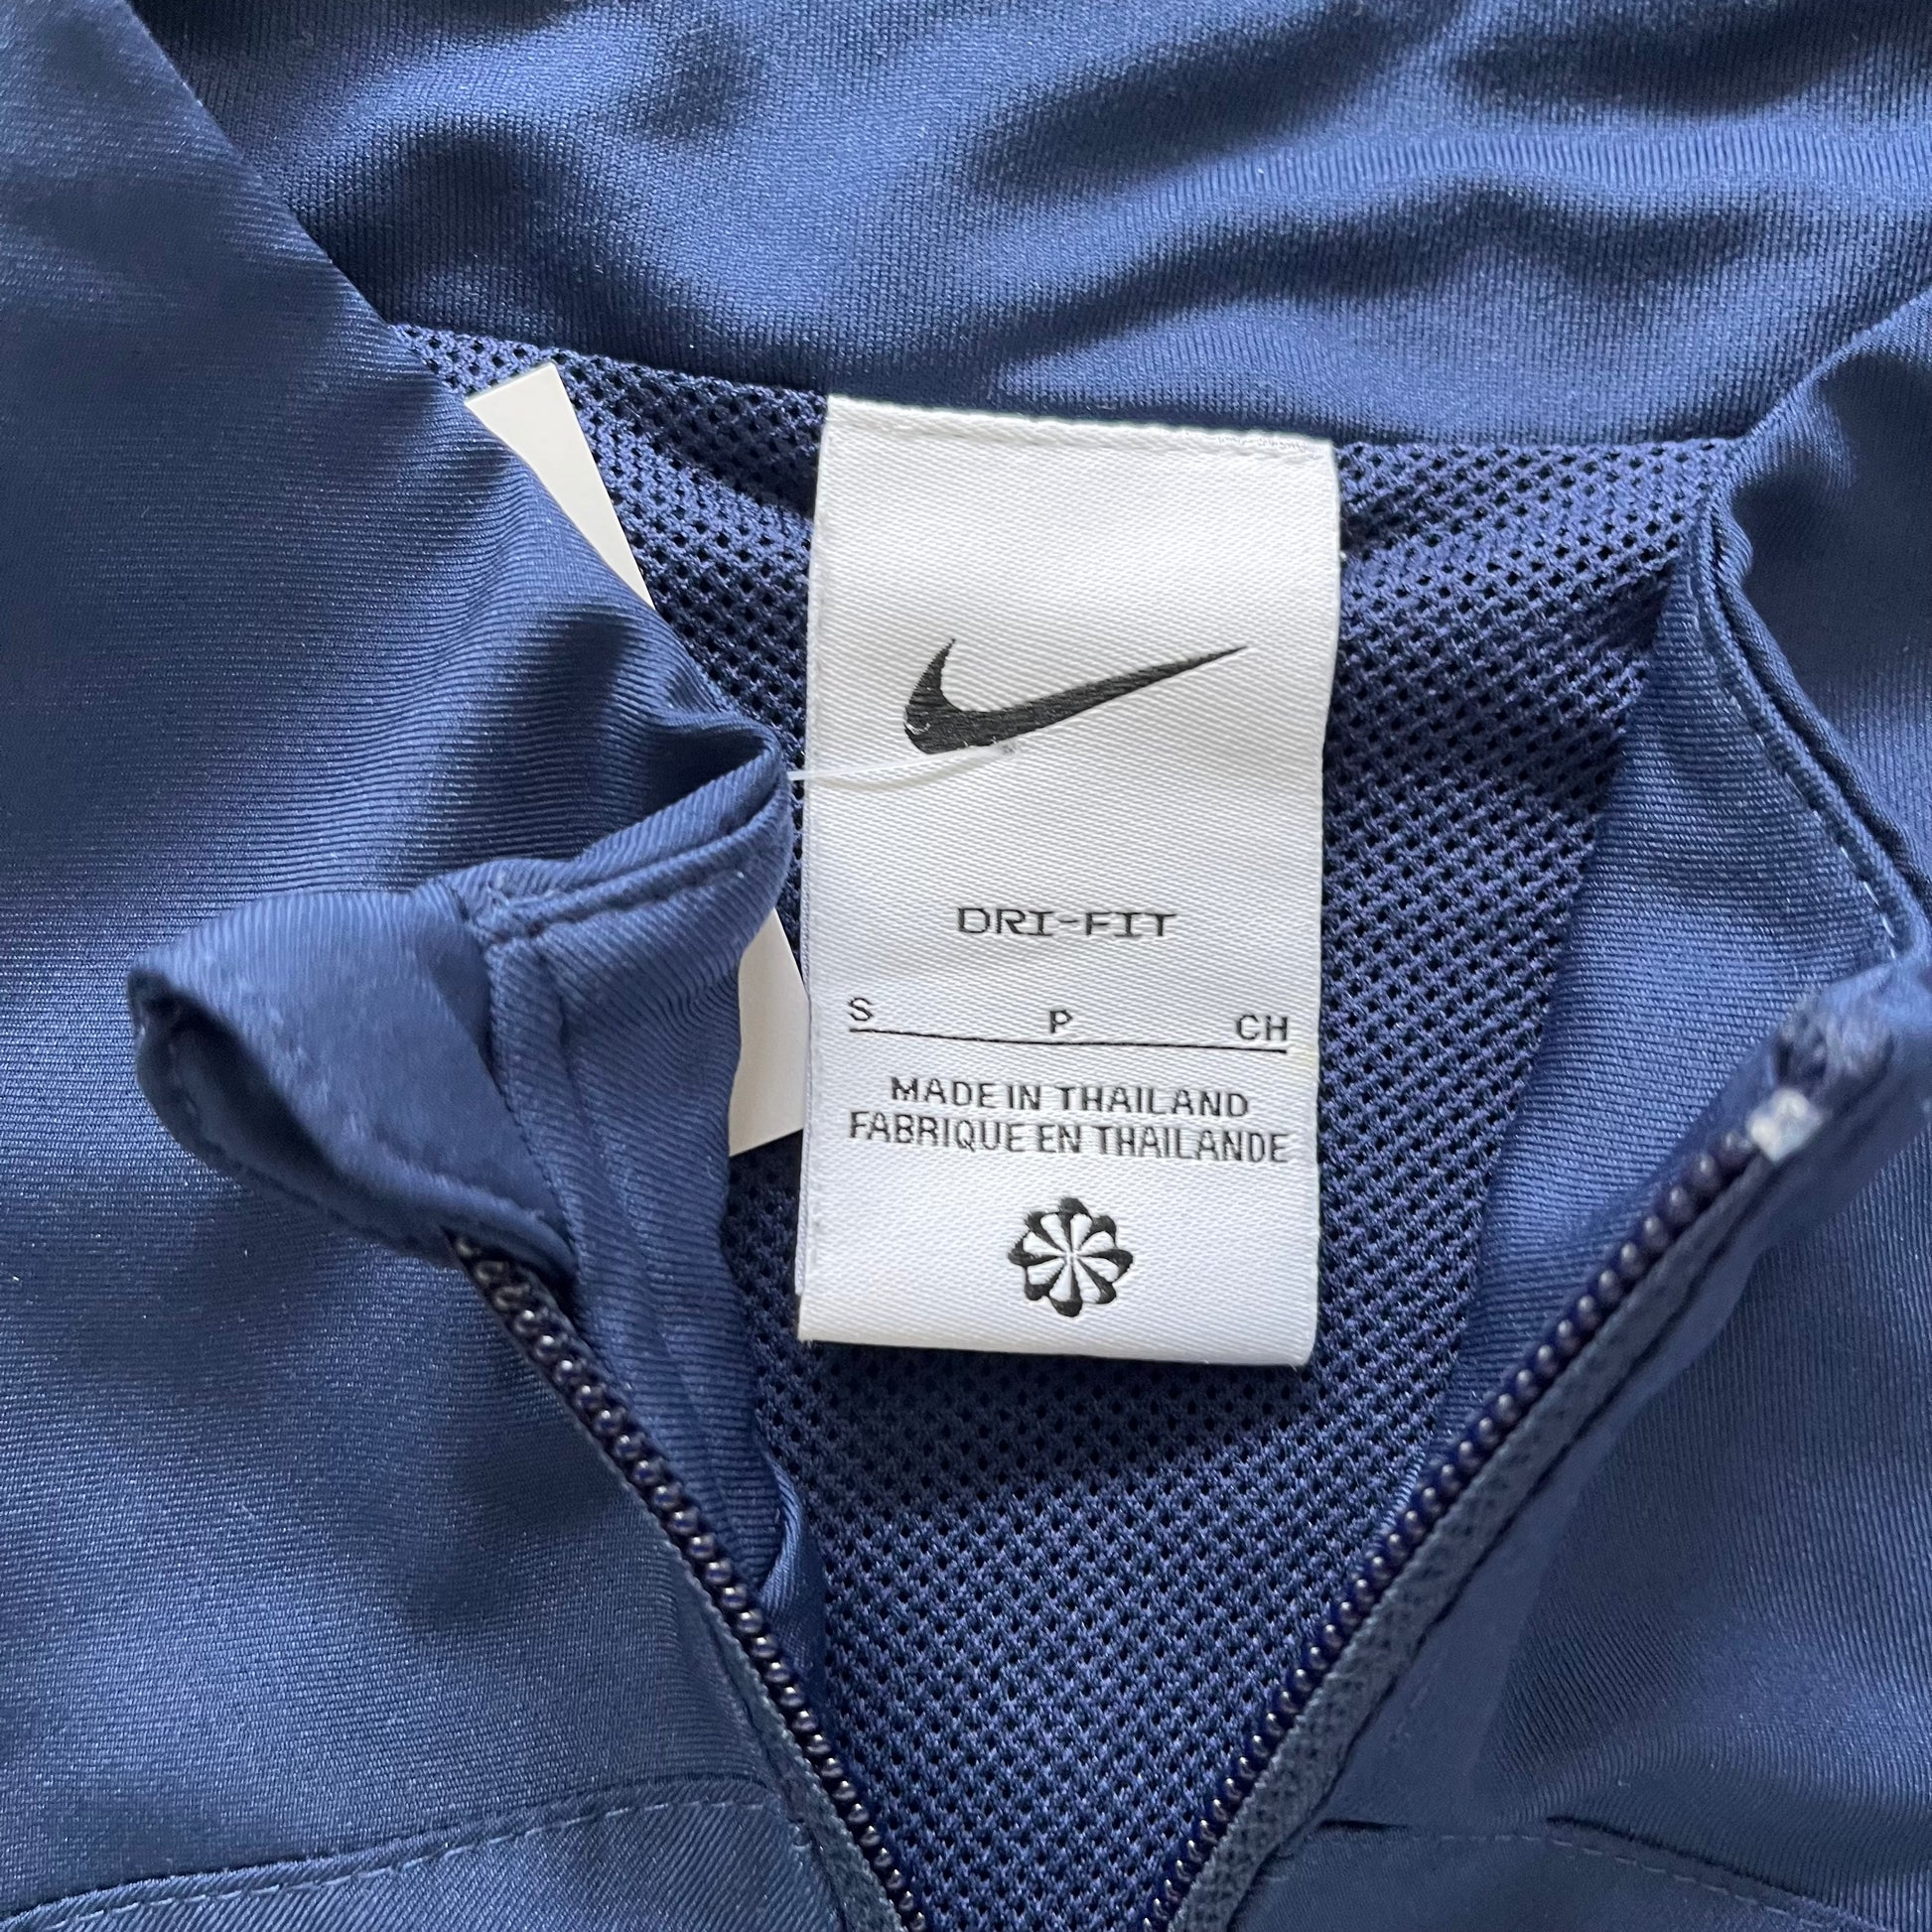 DRI-FIT
S P CH
MADE IN THAILAND
FABRIQUE EN THAILANDE